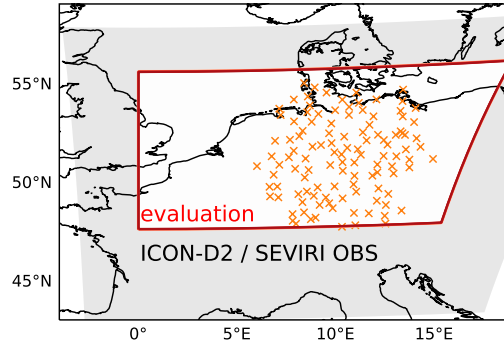 55°N
50°N
45°N
evaluation
ICON-D2 / SEVIRI OBS
0°
5°E
10°E
15°E